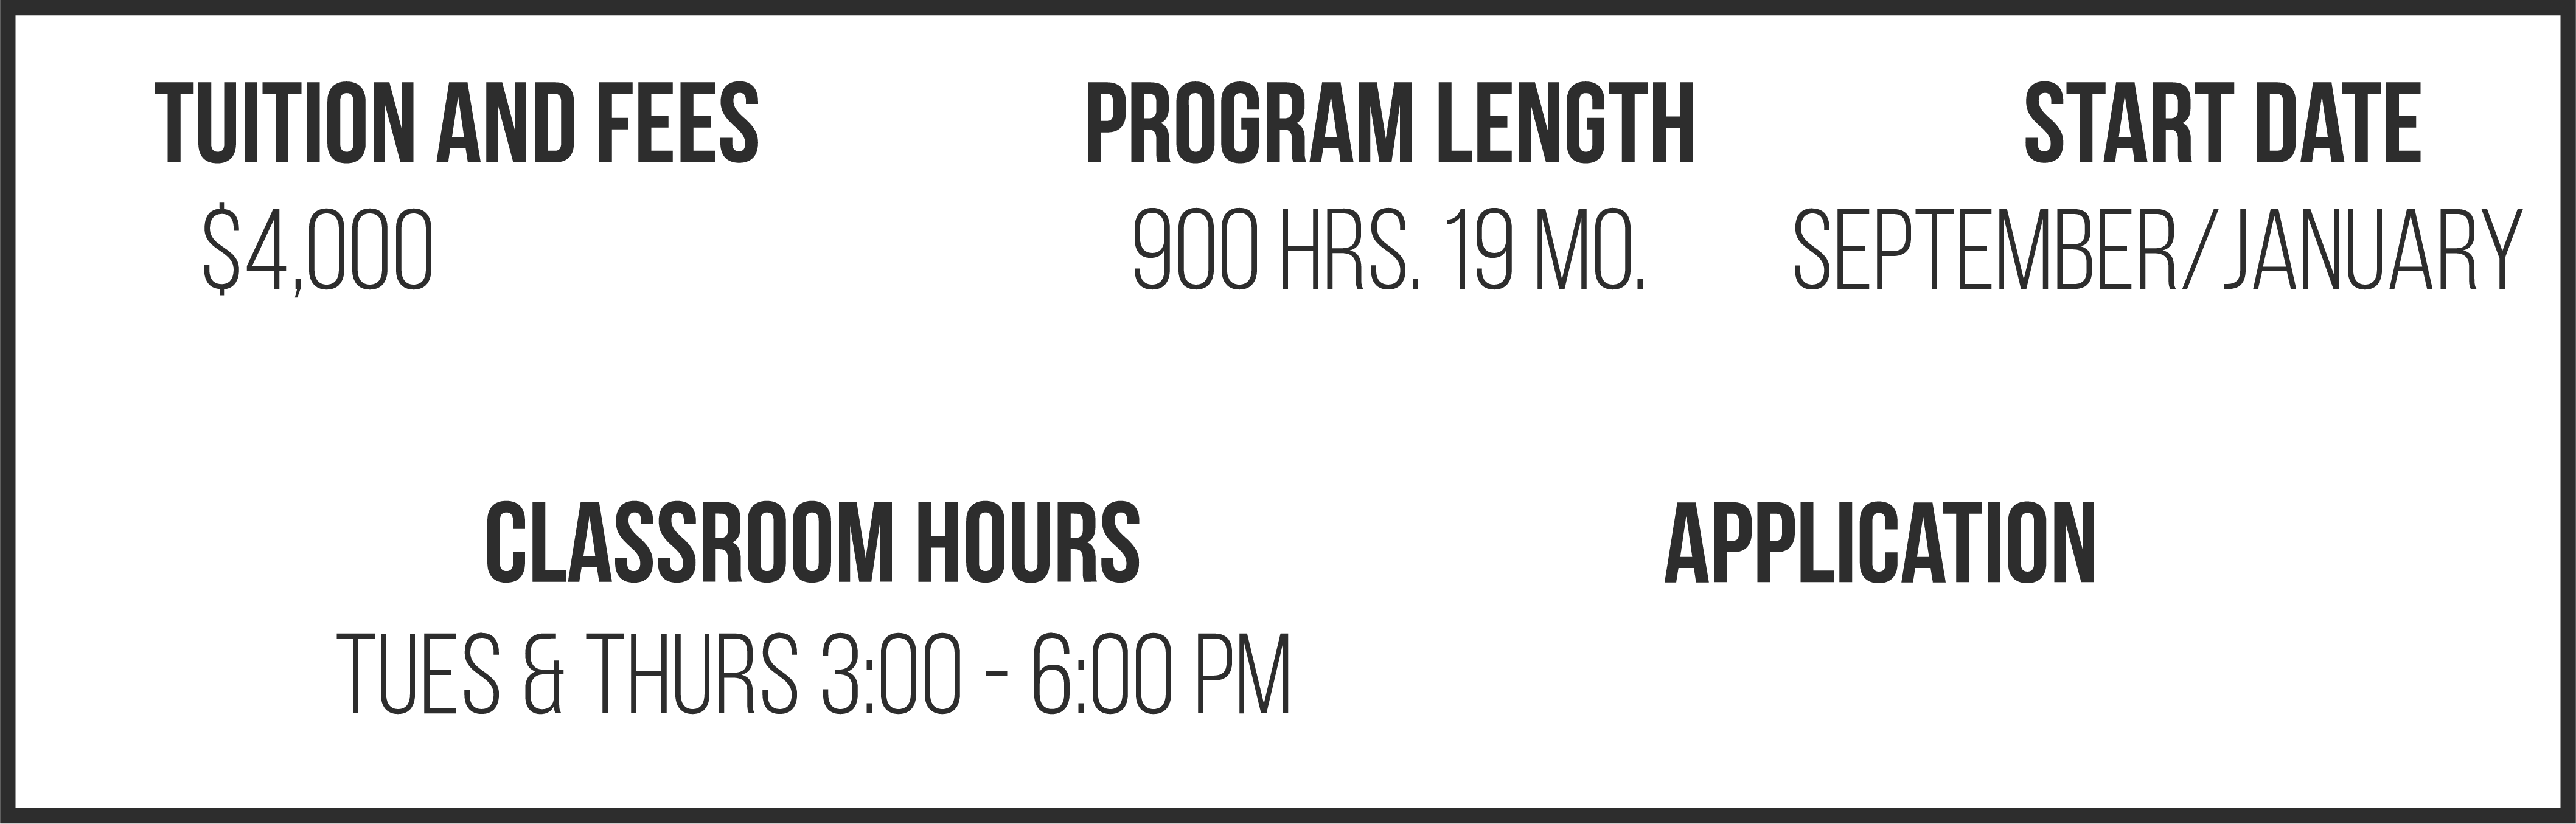 TUITION AND FEES
$4,000
PROGRAM LENGTH
900 HRS. 19 MO.
START DATE
SEPTEMBER/JANUARY
CLASSROOM HOURS
TUES & THURS 3:00 - 6:00 PM
APPLICATION